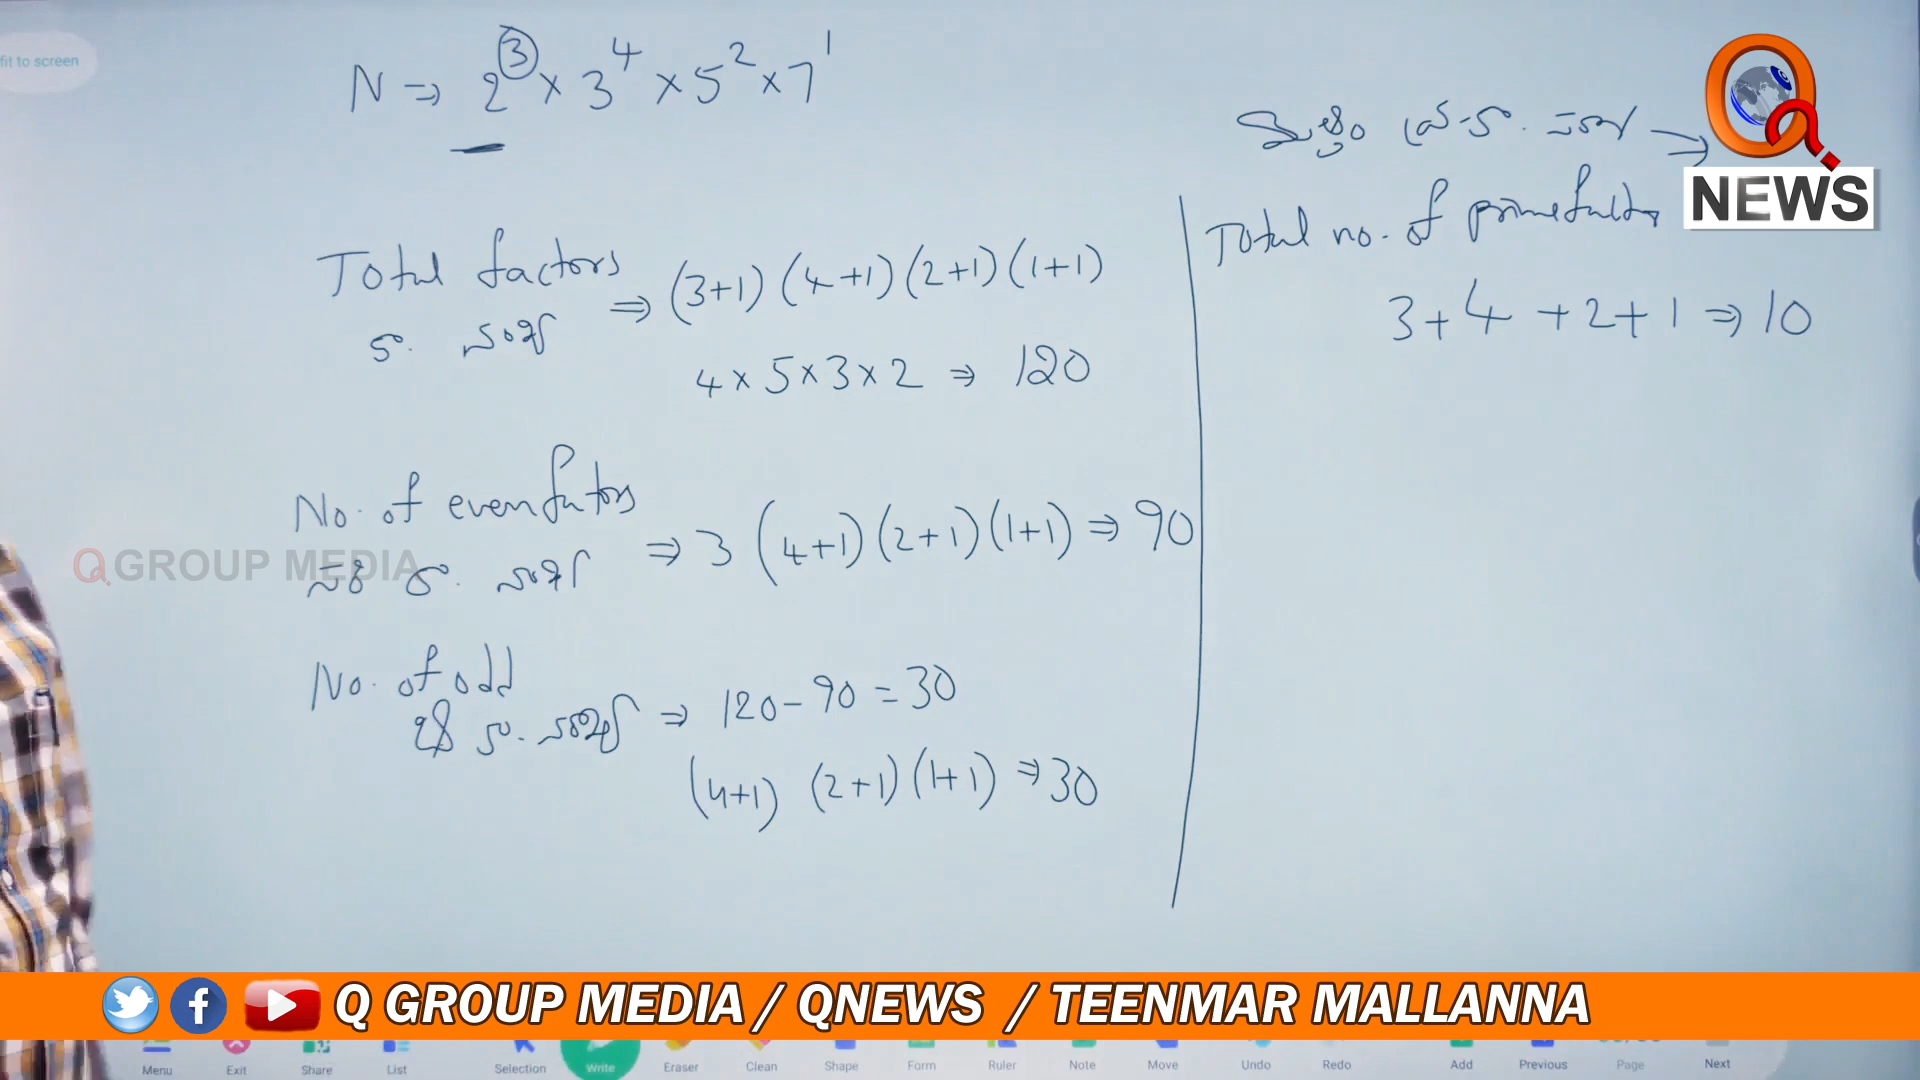 fit to screen
N ⇒ 2³ × 3⁴ × 5² × 7¹
Total factors
⇒ (3+1) (4+1) (2+1) (1+1)
4 × 5 × 3 × 2 ⇒ 120
No. of even fators
⇒ 3 (4+1) (2+1) (1+1) ⇒ 90
No. of odd
⇒ 120 - 90 = 30
(4+1) (2+1) (1+1) ⇒ 30
Total no. of prime
3 + 4 + 2 + 1 ⇒ 10
NEWS
Q GROUP MEDIA
Q GROUP MEDIA / QNEWS / TEENMAR MALLANNA
Menu Exit Share List Selection Write Eraser Clean Shape Form Ruler Note Move Undo Redo Add Previous Page Next